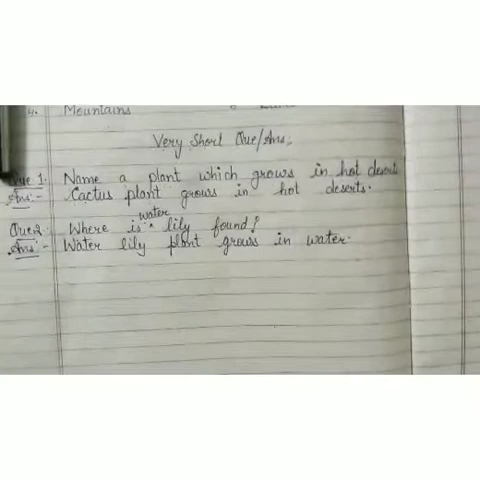 4. Mountains
Very Short Que/Ans:
Que 1. Name a plant which grows in hot deserts
Ans:- Cactus plant grows in hot deserts.
Que 2. Where is water lily found?
Ans:- Water lily plant grows in water.